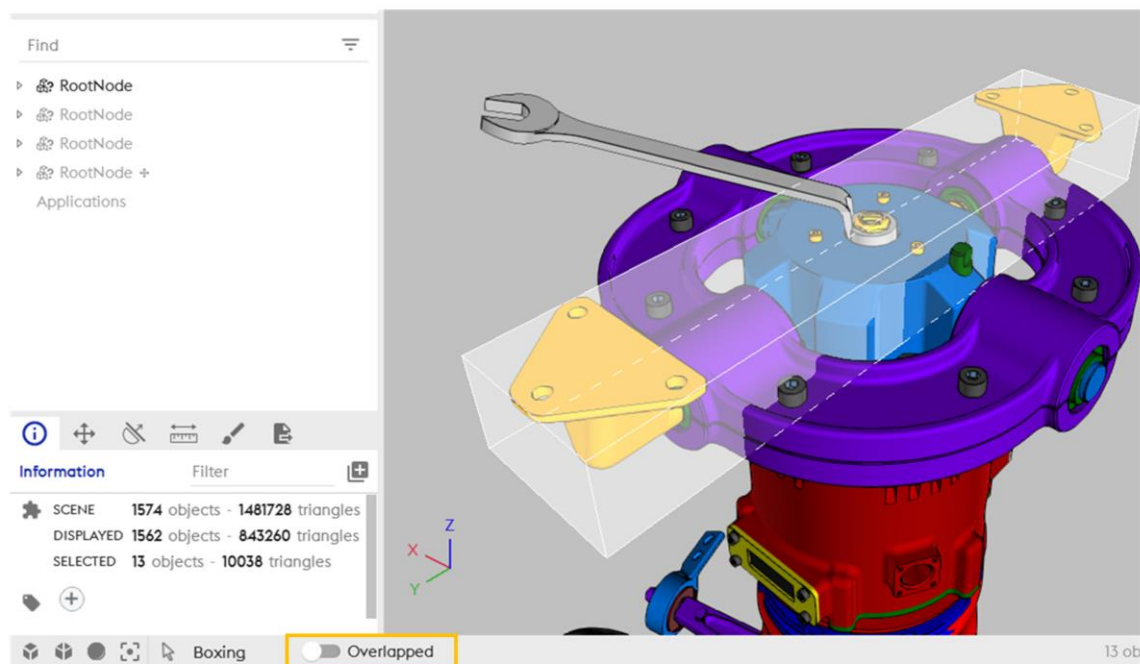 Find
RootNode
RootNode
RootNode
RootNode
Applications
Information Filter
SCENE 1574 objects - 1481728 triangles
DISPLAYED 1562 objects - 843260 triangles
SELECTED 13 objects - 10038 triangles
Z
X
Y
Boxing Overlapped 13 ob